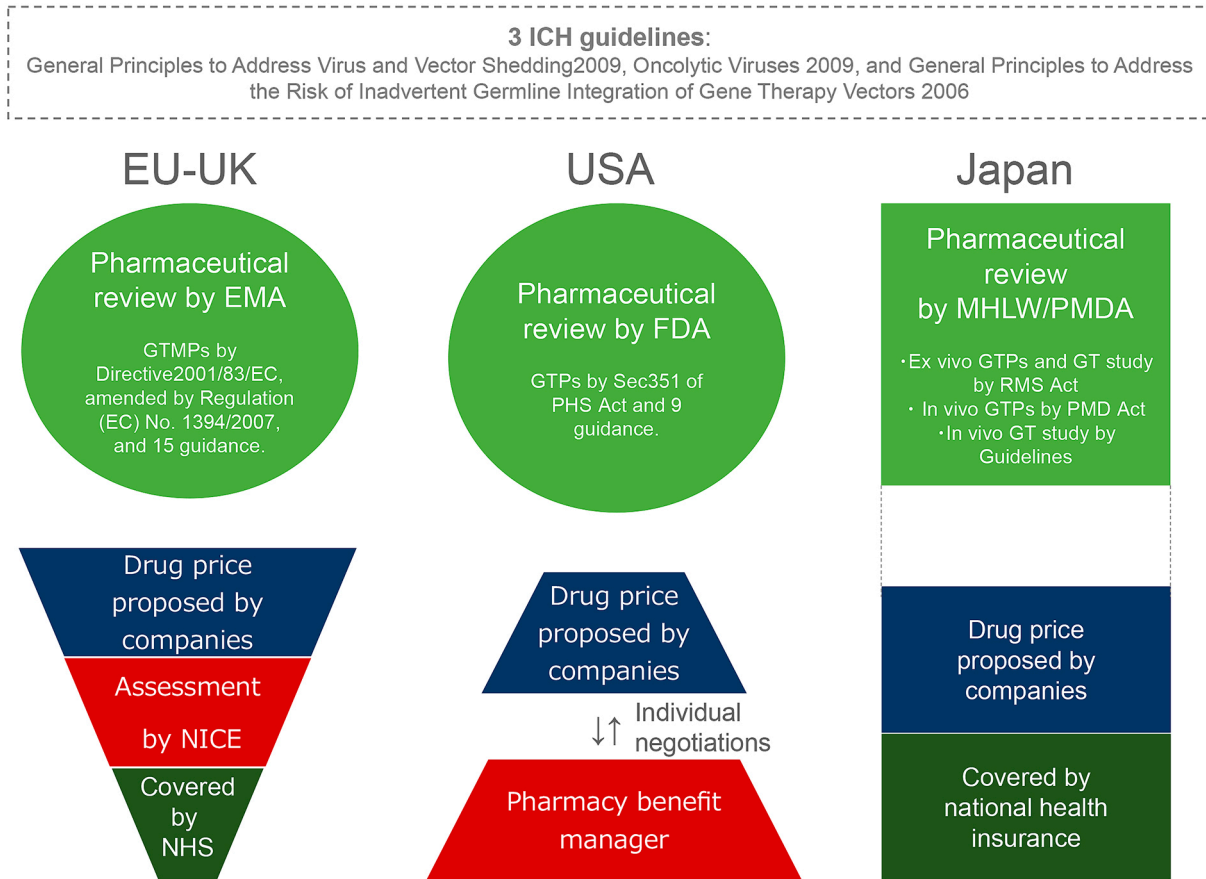 3 ICH guidelines:
General Principles to Address Virus and Vector Shedding2009, Oncolytic Viruses 2009, and General Principles to Address
the Risk of Inadvertent Germline Integration of Gene Therapy Vectors 2006
EU-UK
Pharmaceutical
review by EMA
GTMPs by
Directive2001/83/EC,
amended by Regulation
(EC) No. 1394/2007,
and 15 guidance.
Drug price
proposed by
companies
Assessment
by NICE
Covered
by
NHS
USA
Pharmaceutical
review by FDA
GTPs by Sec351 of
PHS Act and 9
guidance.
Drug price
proposed by
companies
↓↑ Individual
negotiations
Pharmacy benefit
manager
Japan
Pharmaceutical
review
by MHLW/PMDA
・Ex vivo GTPs and GT study
by RMS Act
・ In vivo GTPs by PMD Act
・In vivo GT study by
Guidelines
Drug price
proposed by
companies
Covered by
national health
insurance